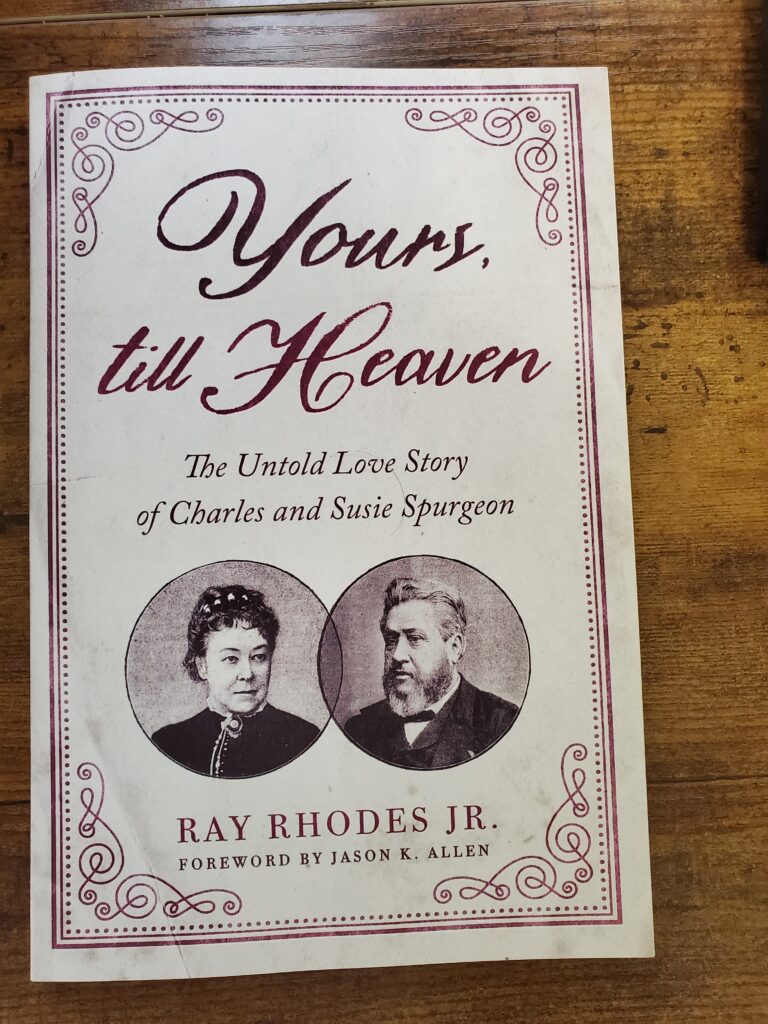 Yours,
till Heaven
The Untold Love Story
of Charles and Susie Spurgeon
RAY RHODES JR.
FOREWORD BY JASON K. ALLEN